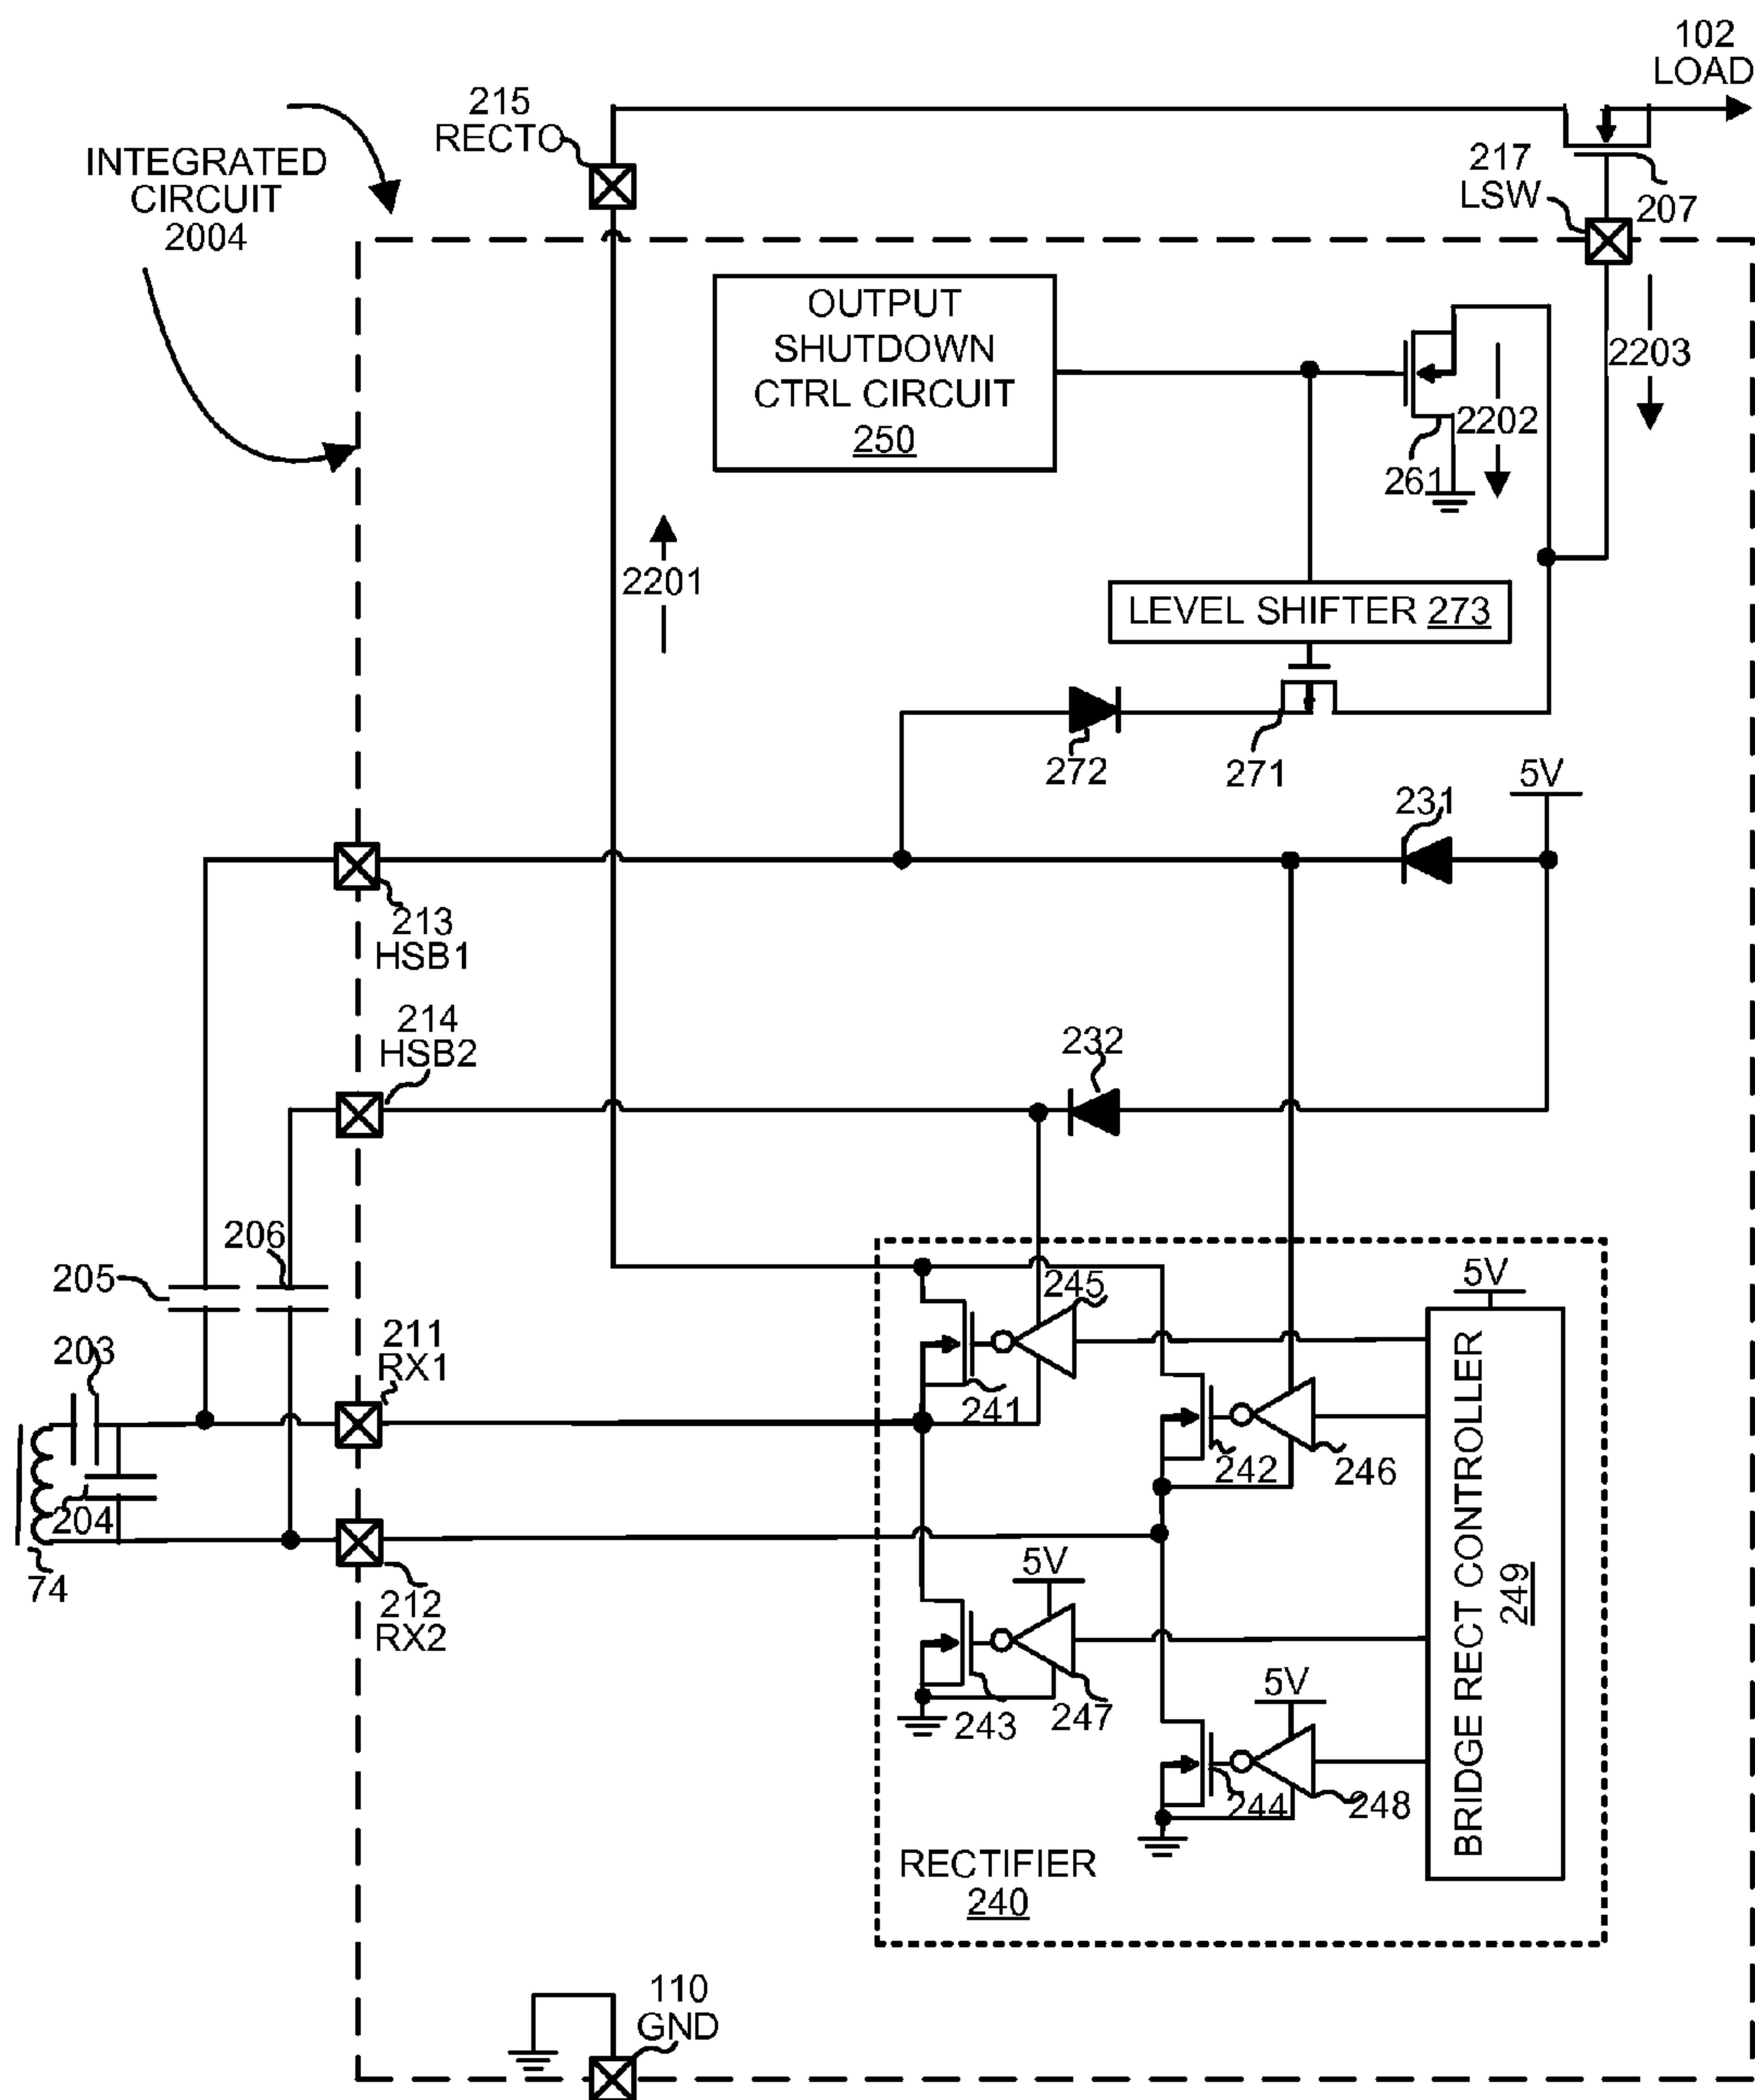 102
LOAD
215
RECTO
217
LSW
207
INTEGRATED
CIRCUIT
2004
OUTPUT
SHUTDOWN
CTRL CIRCUIT
250
2203
2202
261
2201
LEVEL SHIFTER 273
272
271
5V
231
213
HSB1
214
HSB2
232
206
205
245
5V
203
211
RX1
241
242
246
204
74
212
RX2
5V
243
247
5V
244
248
BRIDGE RECT CONTROLLER
249
RECTIFIER
240
110
GND